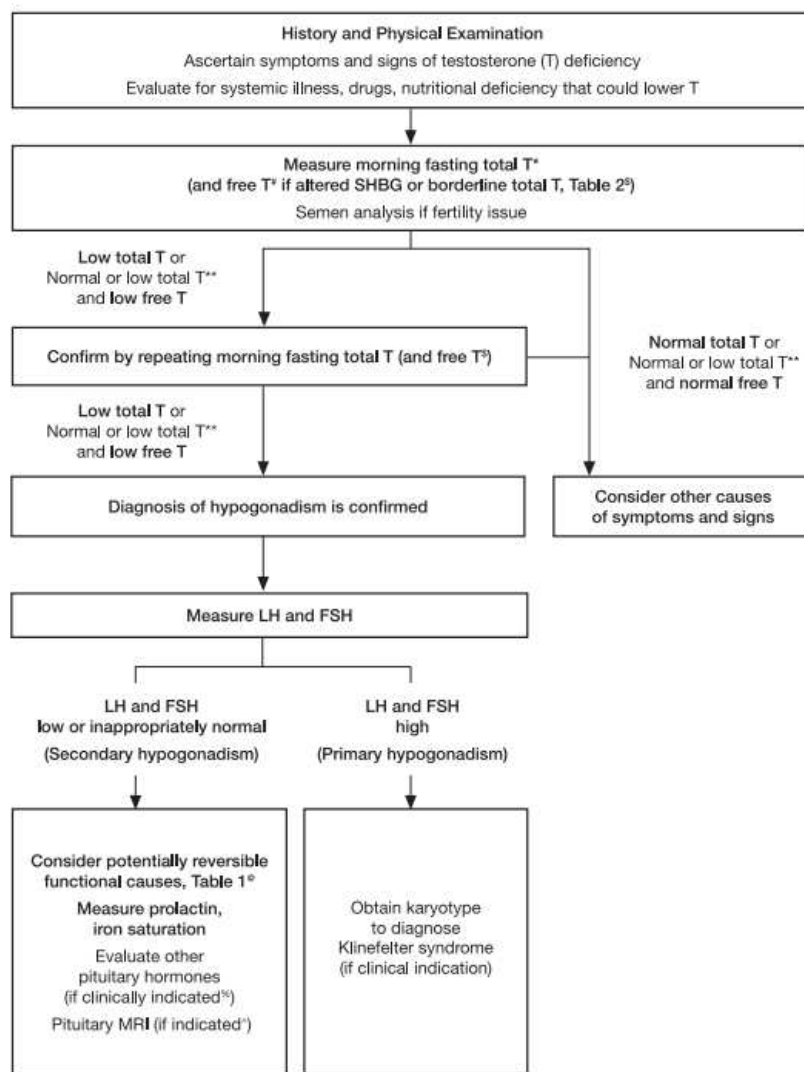 History and Physical Examination
Ascertain symptoms and signs of testosterone (T) deficiency
Evaluate for systemic illness, drugs, nutritional deficiency that could lower T
Measure morning fasting total T*
(and free T¥ if altered SHBG or borderline total T, Table 2$)
Semen analysis if fertility issue
Low total T or
Normal or low total T**
and low free T
Normal total T or
Normal or low total T**
and normal free T
Confirm by repeating morning fasting total T (and free T$)
Low total T or
Normal or low total T**
and low free T
Diagnosis of hypogonadism is confirmed
Consider other causes
of symptoms and signs
Measure LH and FSH
LH and FSH
low or inappropriately normal
(Secondary hypogonadism)
LH and FSH
high
(Primary hypogonadism)
Consider potentially reversible
functional causes, Table 1@
Measure prolactin,
iron saturation
Evaluate other
pituitary hormones
(if clinically indicated%)
Pituitary MRI (if indicated^)
Obtain karyotype
to diagnose
Klinefelter syndrome
(if clinical indication)